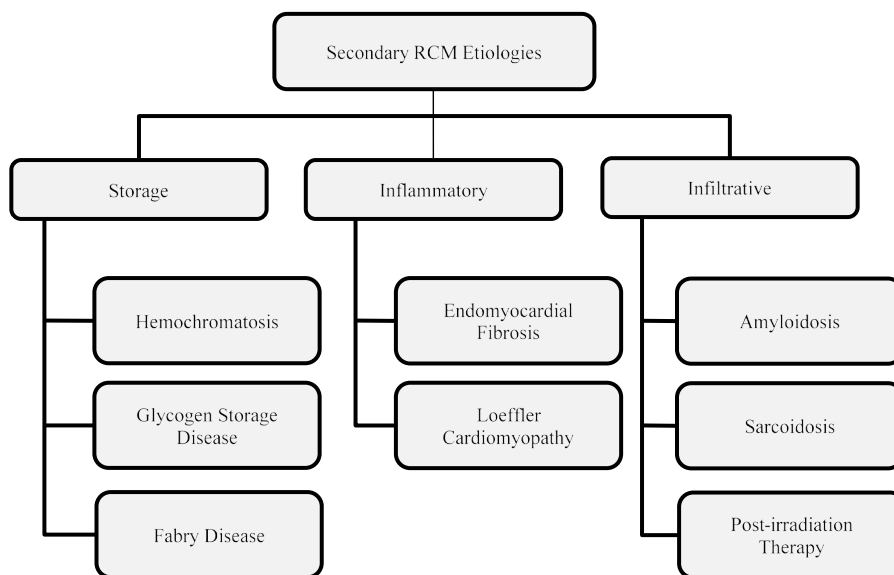 Secondary RCM Etiologies
Storage
Inflammatory
Infiltrative
Hemochromatosis
Endomyocardial
Fibrosis
Amyloidosis
Glycogen Storage
Disease
Loeffler
Cardiomyopathy
Sarcoidosis
Fabry Disease
Post-irradiation
Therapy